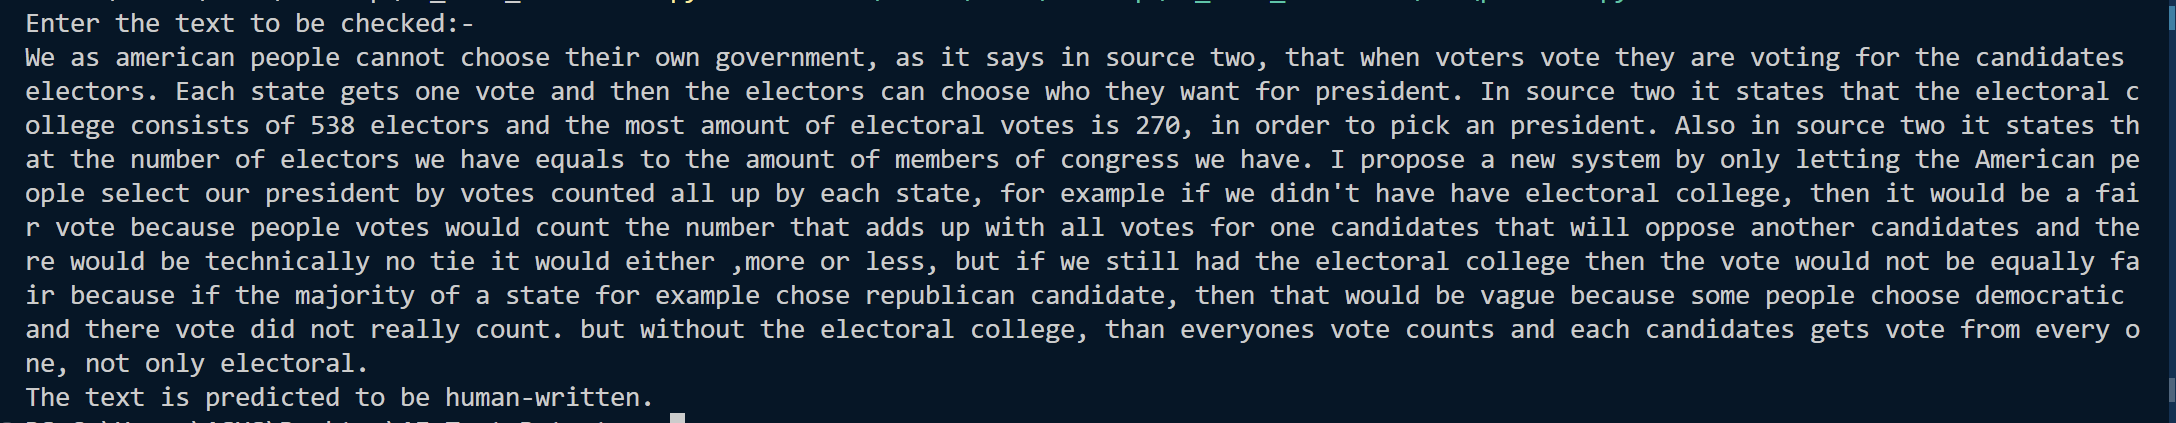 Enter the text to be checked:-
We as american people cannot choose their own government, as it says in source two, that when voters vote they are voting for the candidates
electors. Each state gets one vote and then the electors can choose who they want for president. In source two it states that the electoral c
ollege consists of 538 electors and the most amount of electoral votes is 270, in order to pick an president. Also in source two it states th
at the number of electors we have equals to the amount of members of congress we have. I propose a new system by only letting the American pe
ople select our president by votes counted all up by each state, for example if we didn't have have electoral college, then it would be a fai
r vote because people votes would count the number that adds up with all votes for one candidates that will oppose another candidates and the
re would be technically no tie it would either ,more or less, but if we still had the electoral college then the vote would not be equally fa
ir because if the majority of a state for example chose republican candidate, then that would be vague because some people choose democratic
and there vote did not really count. but without the electoral college, than everyones vote counts and each candidates gets vote from every o
ne, not only electoral.
The text is predicted to be human-written.